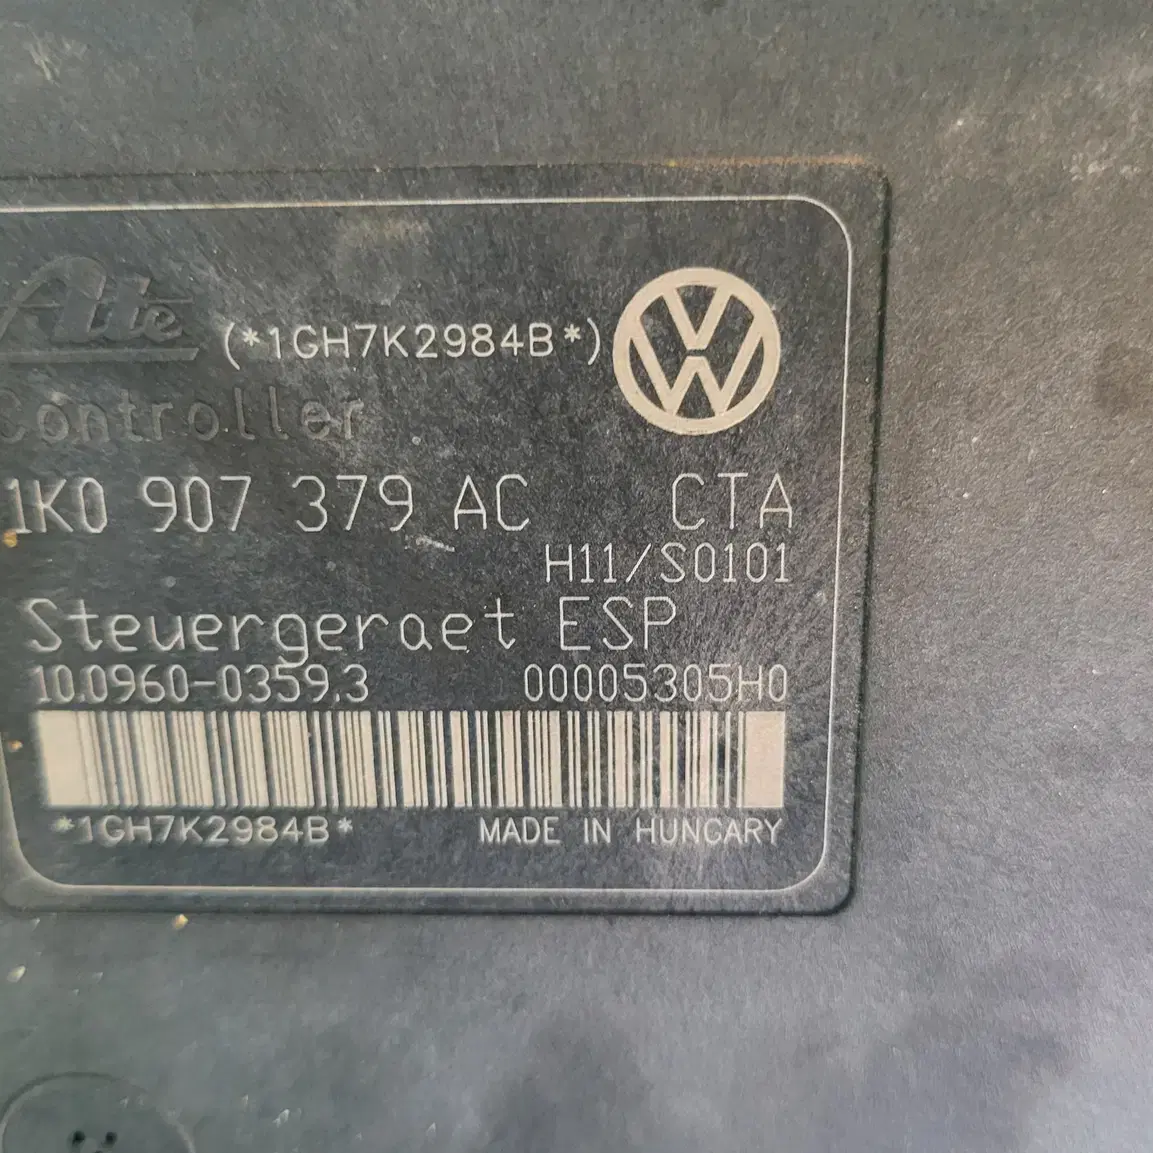 Ate (*1GH7K2984B*)
Controller
1K0 907 379 AC CTA
H11/S0101
Steuergeraet ESP
10.0960-0359.3 00005305H0
*1GH7K2984B* MADE IN HUNGARY